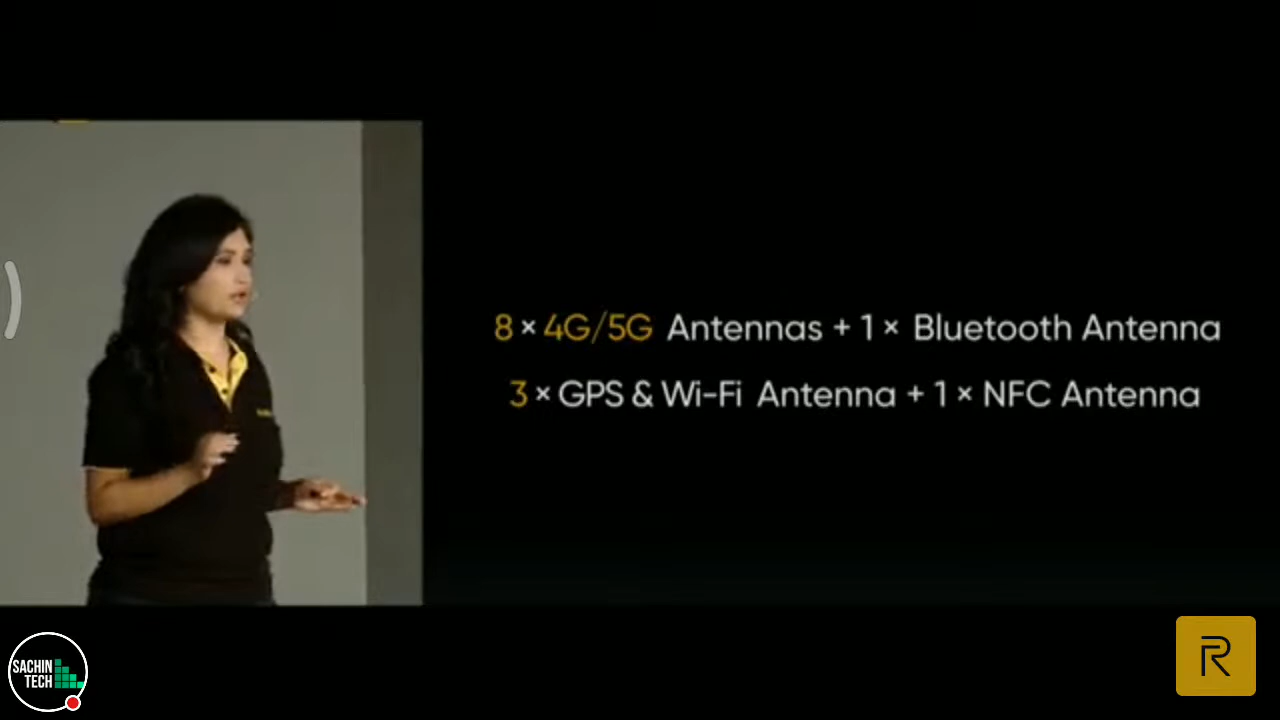 8 × 4G/5G Antennas + 1 × Bluetooth Antenna
3 × GPS & Wi-Fi Antenna + 1 × NFC Antenna
SACHIN
TECH
R